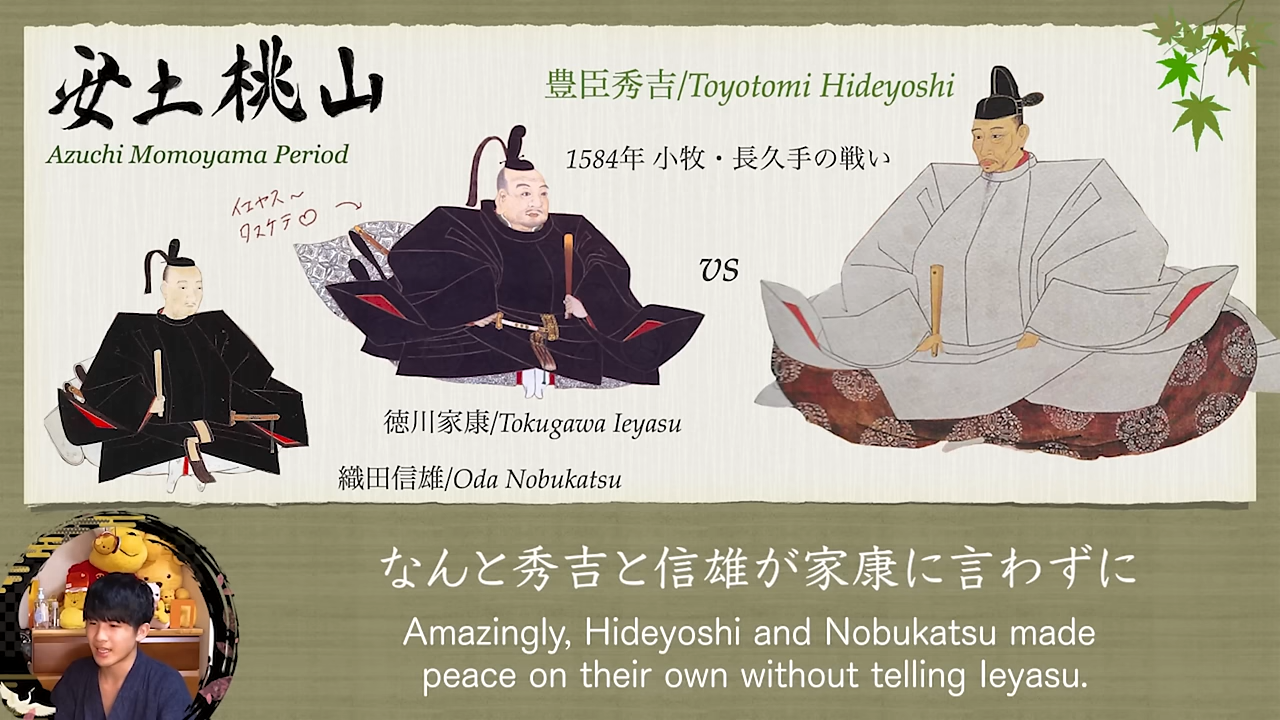 安土桃山
Azuchi Momoyama Period
豊臣秀吉/Toyotomi Hideyoshi
1584年 小牧・長久手の戦い
イエヤス～
タスケテ♡
vs
徳川家康/Tokugawa Ieyasu
織田信雄/Oda Nobukatsu
なんと秀吉と信雄が家康に言わずに
Amazingly, Hideyoshi and Nobukatsu made
peace on their own without telling Ieyasu.